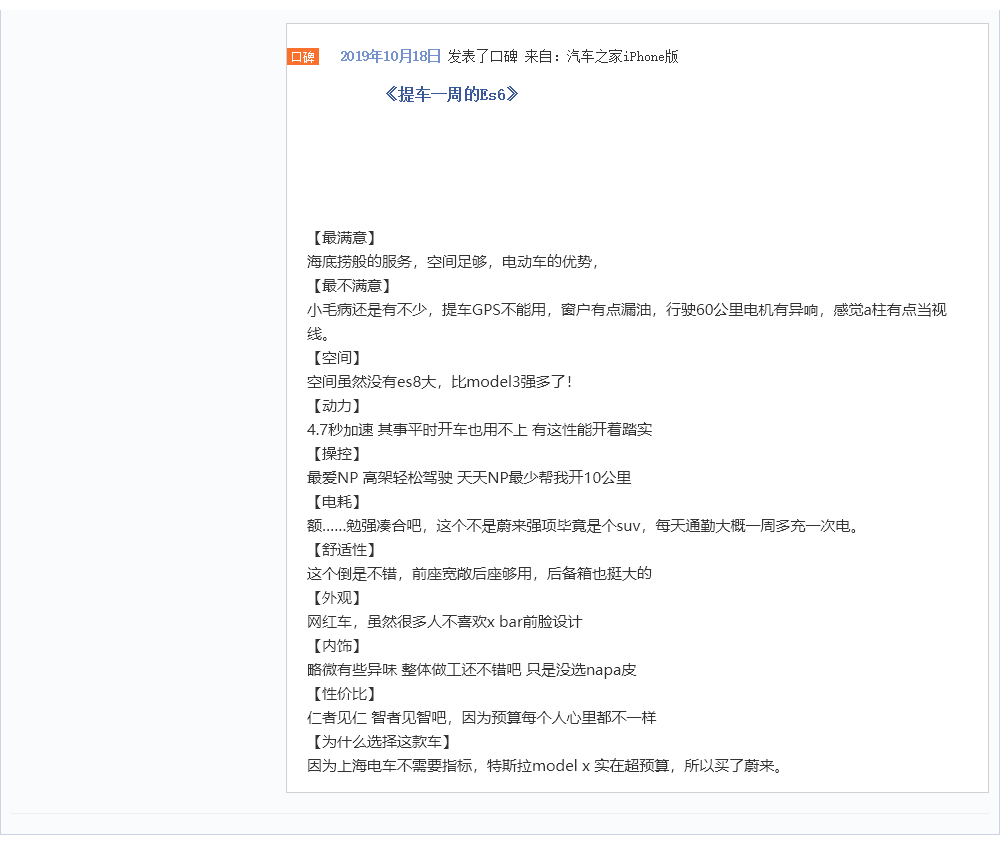 口碑 2019年10月18日 发表了口碑 来自：汽车之家iPhone版
《提车一周的Es6》
【最满意】
海底捞般的服务，空间足够，电动车的优势，
【最不满意】
小毛病还是有不少，提车GPS不能用，窗户有点漏油，行驶60公里电机有异响，感觉a柱有点当视
线。
【空间】
空间虽然没有es8大，比model3强多了！
【动力】
4.7秒加速 其事平时开车也用不上 有这性能开着踏实
【操控】
最爱NP 高架轻松驾驶 天天NP最少帮我开10公里
【电耗】
额……勉强凑合吧，这个不是蔚来强项毕竟是个suv，每天通勤大概一周多充一次电。
【舒适性】
这个倒是不错，前座宽敞后座够用，后备箱也挺大的
【外观】
网红车，虽然很多人不喜欢x bar前脸设计
【内饰】
略微有些异味 整体做工还不错吧 只是没选napa皮
【性价比】
仁者见仁 智者见智吧，因为预算每个人心里都不一样
【为什么选择这款车】
因为上海电车不需要指标，特斯拉model x 实在超预算，所以买了蔚来。